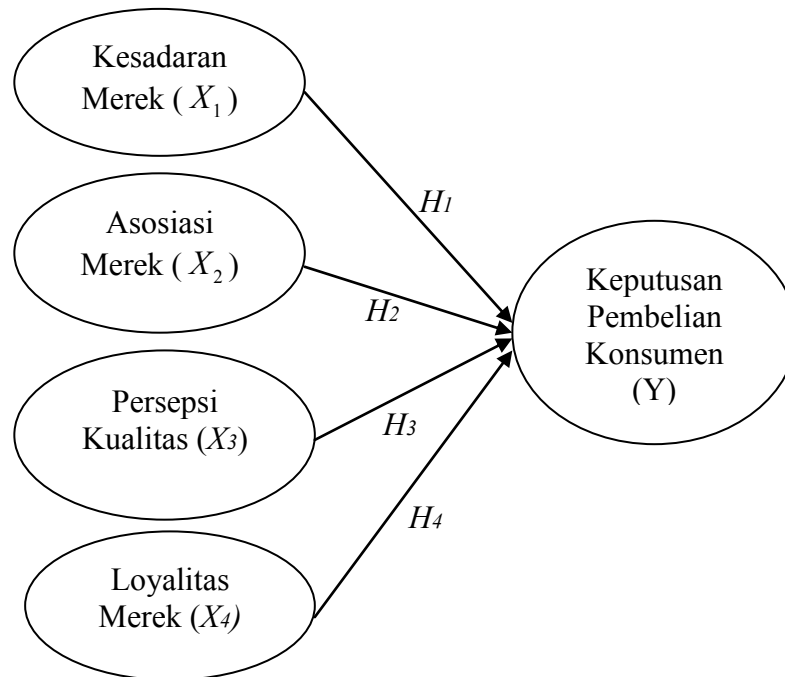 Kesadaran
Merek ( X₁ )
H1
Asosiasi
Merek ( X₂ )
H2
Keputusan
Pembelian
Konsumen
(Y)
Persepsi
Kualitas (X3)
H3
H4
Loyalitas
Merek (X4)